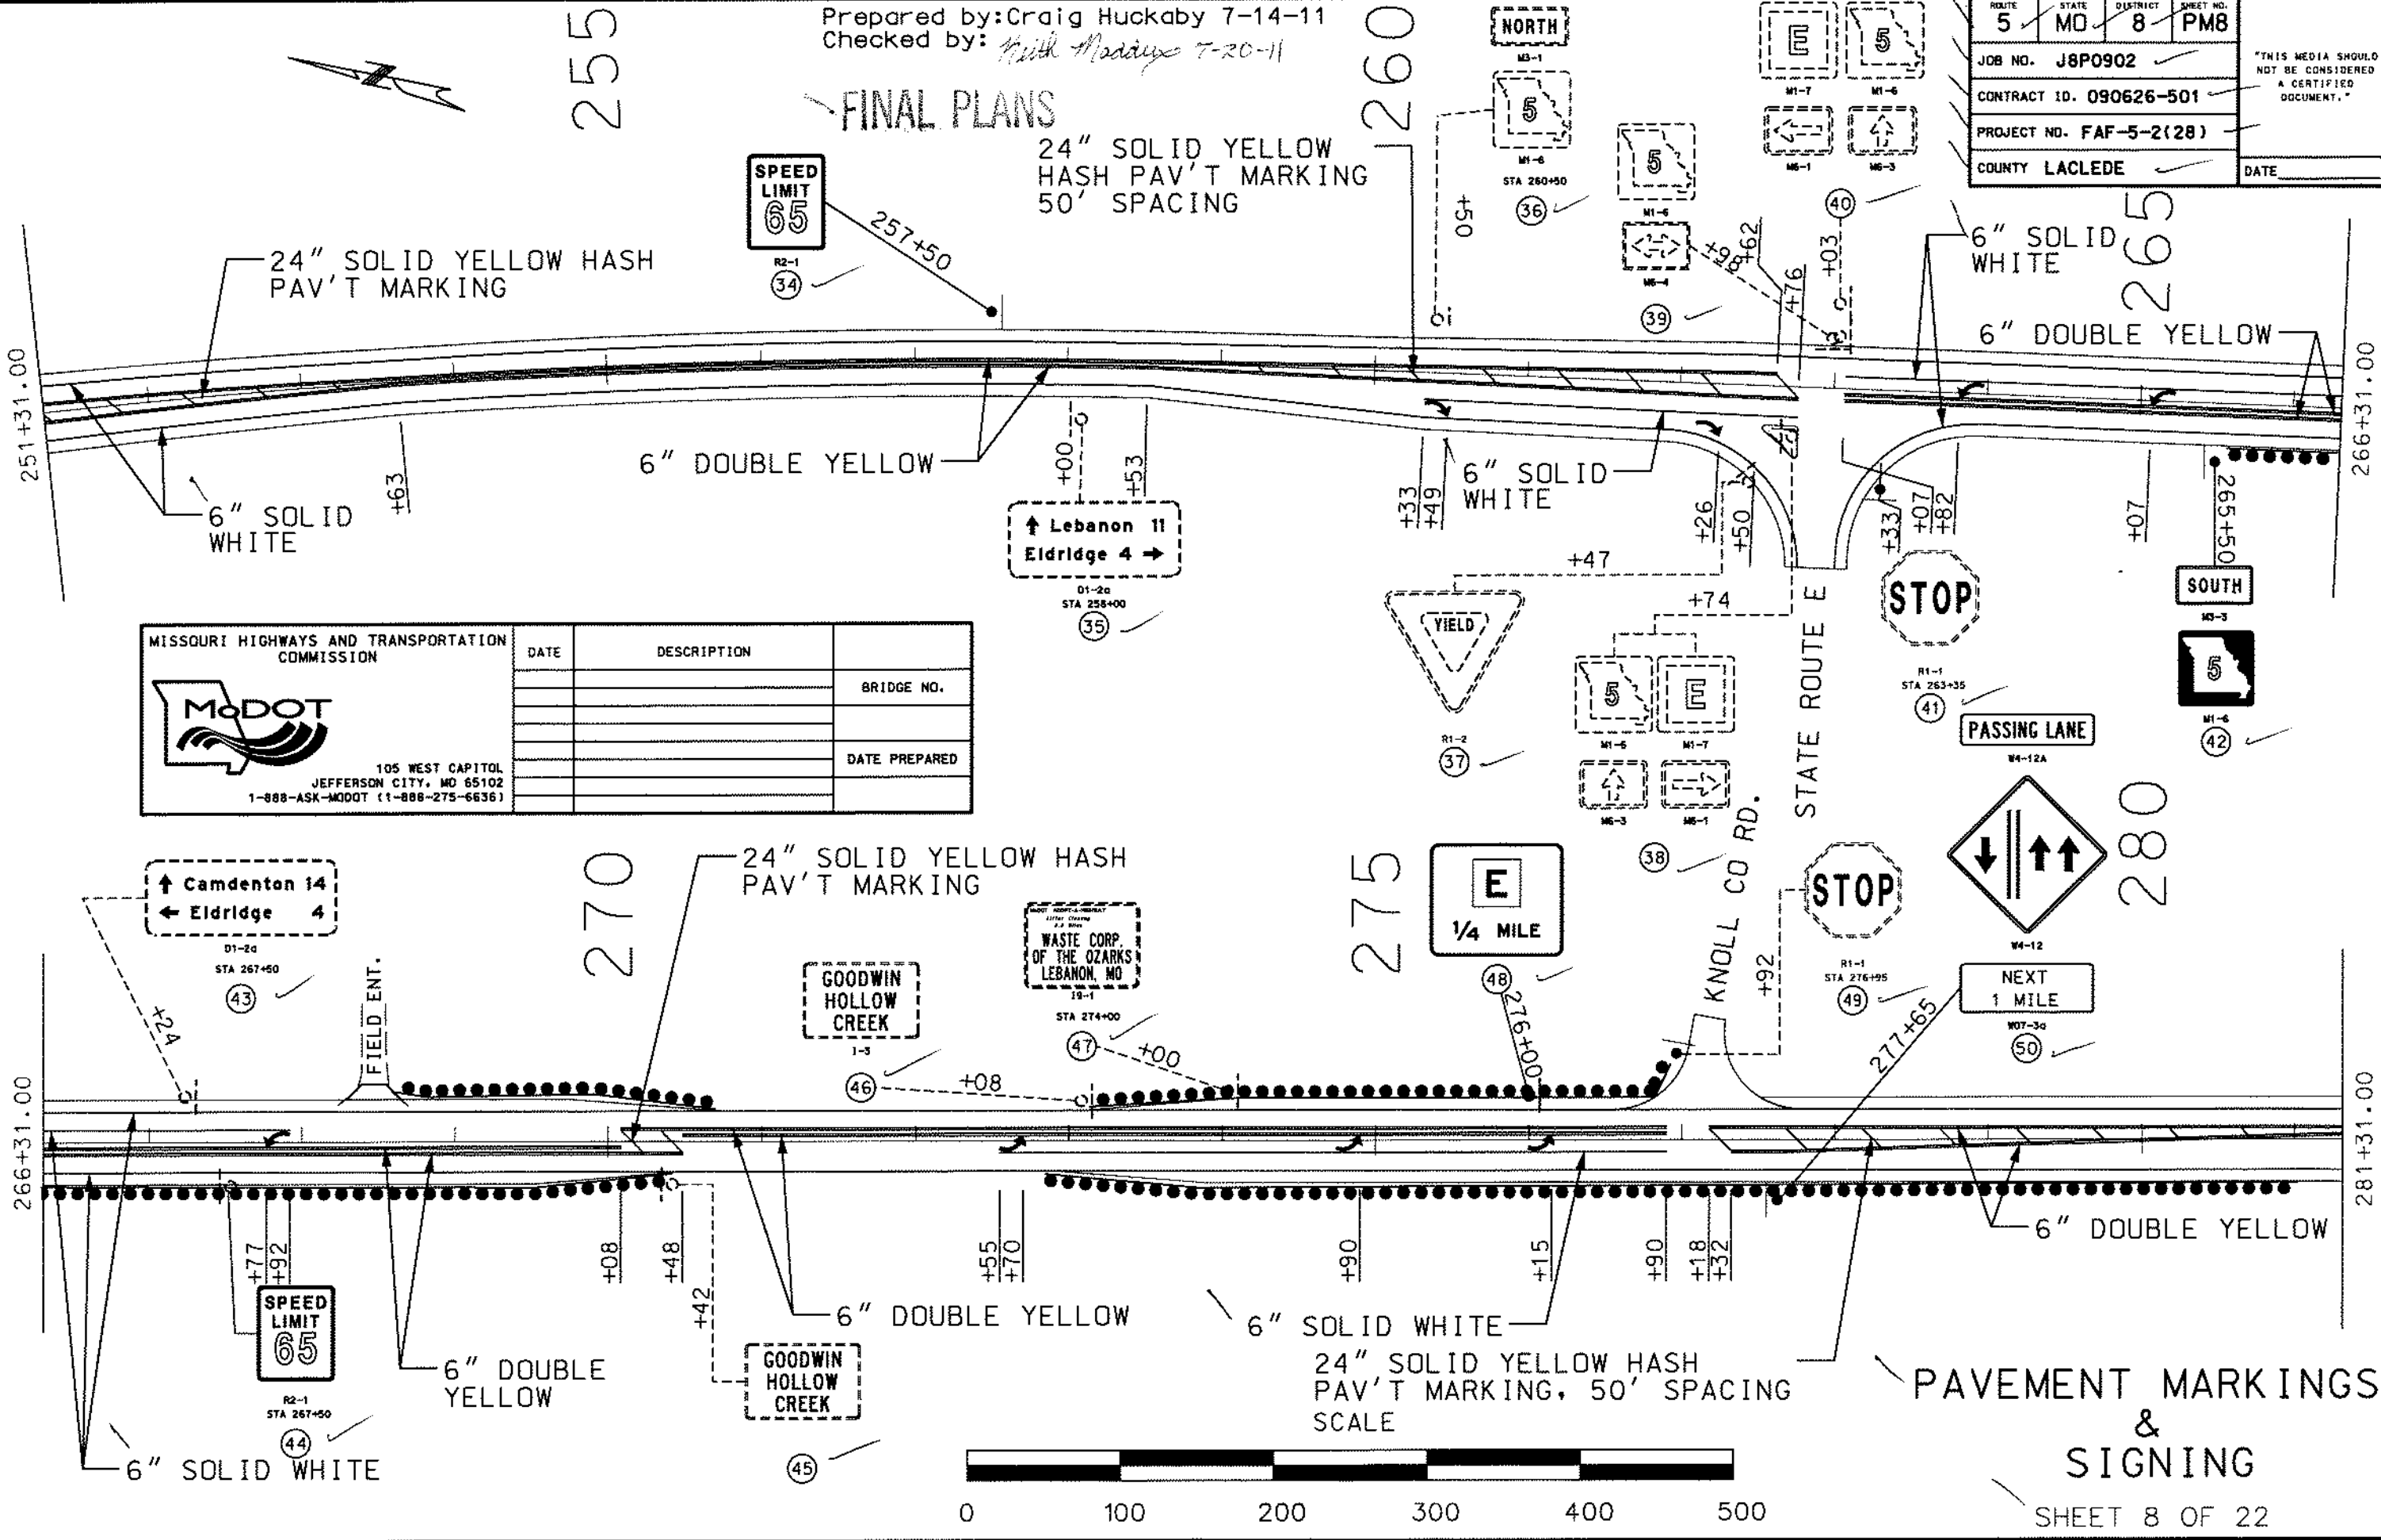 Prepared by:Craig Huckaby 7-14-11
Checked by: Keith Maddux 7-20-11
FINAL PLANS
ROUTE
5
STATE
MO
DISTRICT
8
SHEET NO.
PM8
JOB NO. J8P0902
CONTRACT ID. 090626-501
PROJECT NO. FAF-5-2(28)
COUNTY LACLEDE
"THIS MEDIA SHOULD
NOT BE CONSIDERED
A CERTIFIED
DOCUMENT."
DATE
255
260
265
24" SOLID YELLOW
HASH PAV'T MARKING
50' SPACING
24" SOLID YELLOW HASH
PAV'T MARKING
SPEED
LIMIT
65
R2-1
34
257+50
NORTH
M3-1
5
M1-6
STA 260+50
36
+50
5
M1-6
M6-4
39
+98
+62
+76
E
5
M1-7
M1-6
M6-1
M6-3
40
+03
6" SOLID
WHITE
6" DOUBLE YELLOW
251+31.00
266+31.00
6" SOLID
WHITE
+63
6" DOUBLE YELLOW
+00
+53
Lebanon 11
Eldridge 4
D1-2a
STA 258+00
35
+33
+49
6" SOLID
WHITE
+26
+50
+47
+74
YIELD
R1-2
37
5
E
M1-6
M1-7
M6-3
M6-1
38
STATE ROUTE E
+33
+07
+82
+07
265+50
STOP
R1-1
STA 263+35
41
SOUTH
M3-3
5
M1-6
42
MISSOURI HIGHWAYS AND TRANSPORTATION
COMMISSION
MoDOT
105 WEST CAPITOL
JEFFERSON CITY, MO 65102
1-888-ASK-MODOT (1-888-275-6636)
DATE
DESCRIPTION
BRIDGE NO.
DATE PREPARED
PASSING LANE
W4-12A
W4-12
NEXT
1 MILE
W07-3a
50
277+65
270
275
280
Camdenton 14
Eldridge 4
D1-2a
STA 267+50
43
+24
FIELD ENT.
24" SOLID YELLOW HASH
PAV'T MARKING
GOODWIN
HOLLOW
CREEK
I-3
46
+08
WASTE CORP.
OF THE OZARKS
LEBANON, MO
I9-1
STA 274+00
47
+00
E
1/4 MILE
48
276+00
KNOLL CO RD.
STOP
R1-1
STA 276+95
49
+92
266+31.00
281+31.00
+77
+92
+08
+48
+42
+55
+70
+90
+15
+90
+18
+32
SPEED
LIMIT
65
R2-1
STA 267+50
44
6" SOLID WHITE
6" DOUBLE
YELLOW
GOODWIN
HOLLOW
CREEK
45
6" DOUBLE YELLOW
6" SOLID WHITE
24" SOLID YELLOW HASH
PAV'T MARKING, 50' SPACING
6" DOUBLE YELLOW
SCALE
0 100 200 300 400 500
PAVEMENT MARKINGS
&
SIGNING
SHEET 8 OF 22